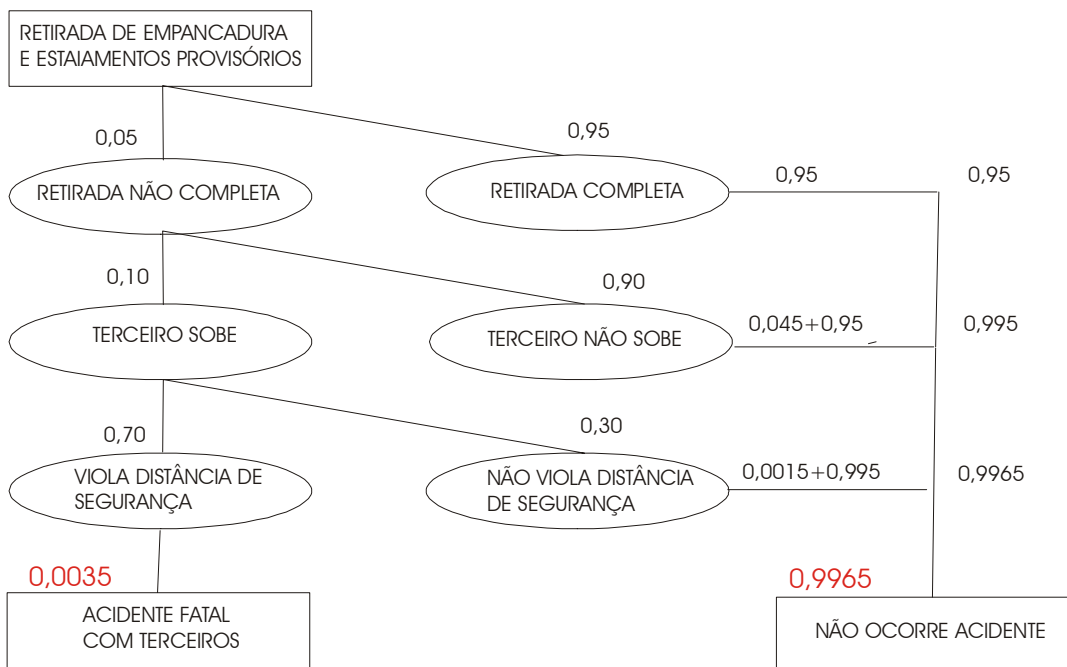 RETIRADA DE EMPANCADURA
E ESTAIAMENTOS PROVISÓRIOS
0,05
0,95
RETIRADA NÃO COMPLETA
RETIRADA COMPLETA
0,95
0,95
0,10
0,90
TERCEIRO SOBE
TERCEIRO NÃO SOBE
0,045+0,95
0,995
0,70
0,30
VIOLA DISTÂNCIA DE
SEGURANÇA
NÃO VIOLA DISTÂNCIA
DE SEGURANÇA
0,0015+0,995
0,9965
0,0035
0,9965
ACIDENTE FATAL
COM TERCEIROS
NÃO OCORRE ACIDENTE